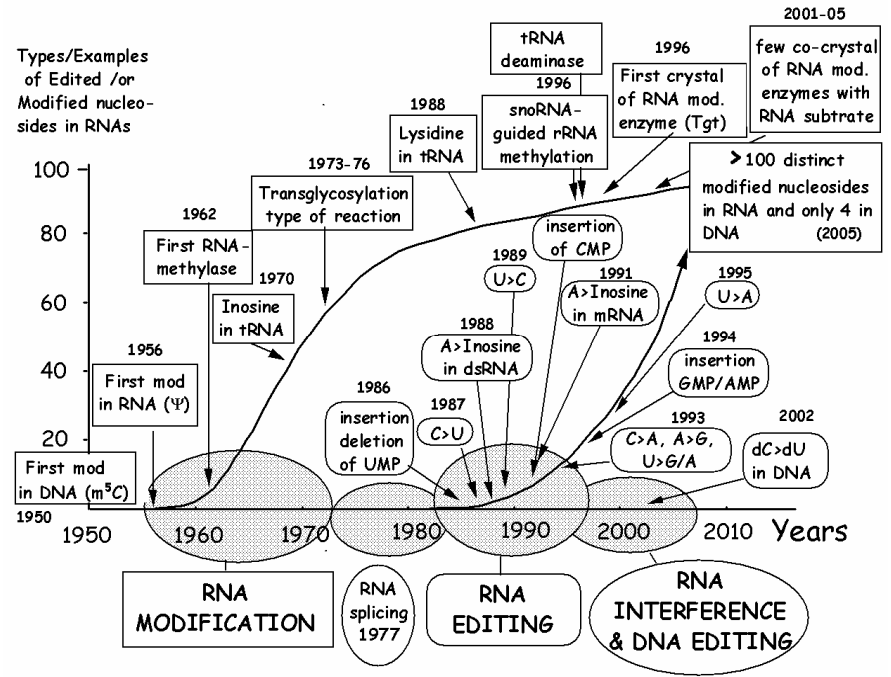 Types/Examples
of Edited /or
Modified nucleo-
sides in RNAs
100
80
60
40
20
1950
1960
1970
1980
1990
2000
2010
Years
First mod
in DNA (m⁵C)
1950
1956
First mod
in RNA (Ψ)
1962
First RNA-
methylase
1970
Inosine
in tRNA
1973-76
Transglycosylation
type of reaction
1988
Lysidine
in tRNA
tRNA
deaminase
1996
snoRNA-
guided rRNA
methylation
1996
First crystal
of RNA mod.
enzyme (Tgt)
2001-05
few co-crystal
of RNA mod.
enzymes with
RNA subtrate
>100 distinct
modified nucleosides
in RNA and only 4 in
DNA (2005)
1986
insertion
deletion
of UMP
1987
C>U
1988
A>Inosine
in dsRNA
1989
U>C
insertion
of CMP
1991
A>Inosine
in mRNA
1995
U>A
1994
insertion
GMP/AMP
1993
C>A, A>G,
U>G/A
2002
dC>dU
in DNA
RNA
MODIFICATION
RNA
splicing
1977
RNA
EDITING
RNA
INTERFERENCE
& DNA EDITING